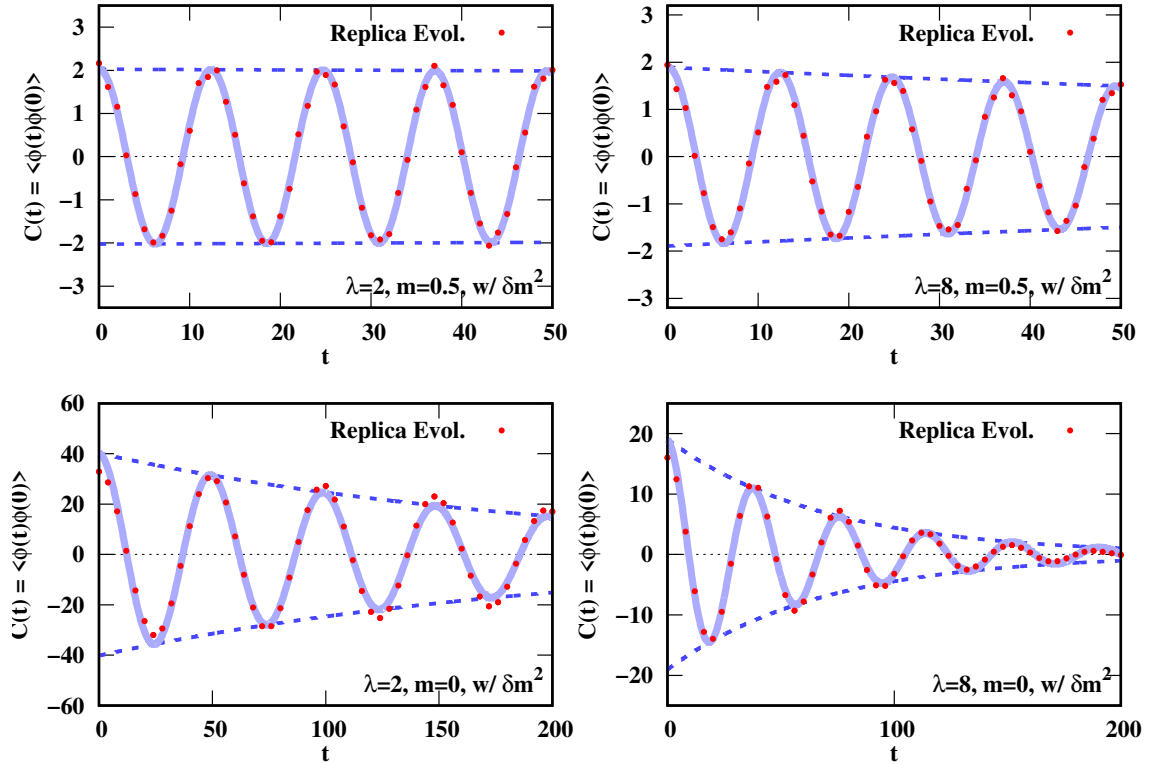 C(t) = <ϕ(t)ϕ(0)>
3
2
1
0
−1
−2
−3
Replica Evol.
λ=2, m=0.5, w/ δm²
0 10 20 30 40 50
t
C(t) = <ϕ(t)ϕ(0)>
3
2
1
0
−1
−2
−3
Replica Evol.
λ=8, m=0.5, w/ δm²
0 10 20 30 40 50
t
C(t) = <ϕ(t)ϕ(0)>
60
40
20
0
−20
−40
−60
Replica Evol.
λ=2, m=0, w/ δm²
0 50 100 150 200
t
C(t) = <ϕ(t)ϕ(0)>
20
10
0
−10
−20
Replica Evol.
λ=8, m=0, w/ δm²
0 100 200
t